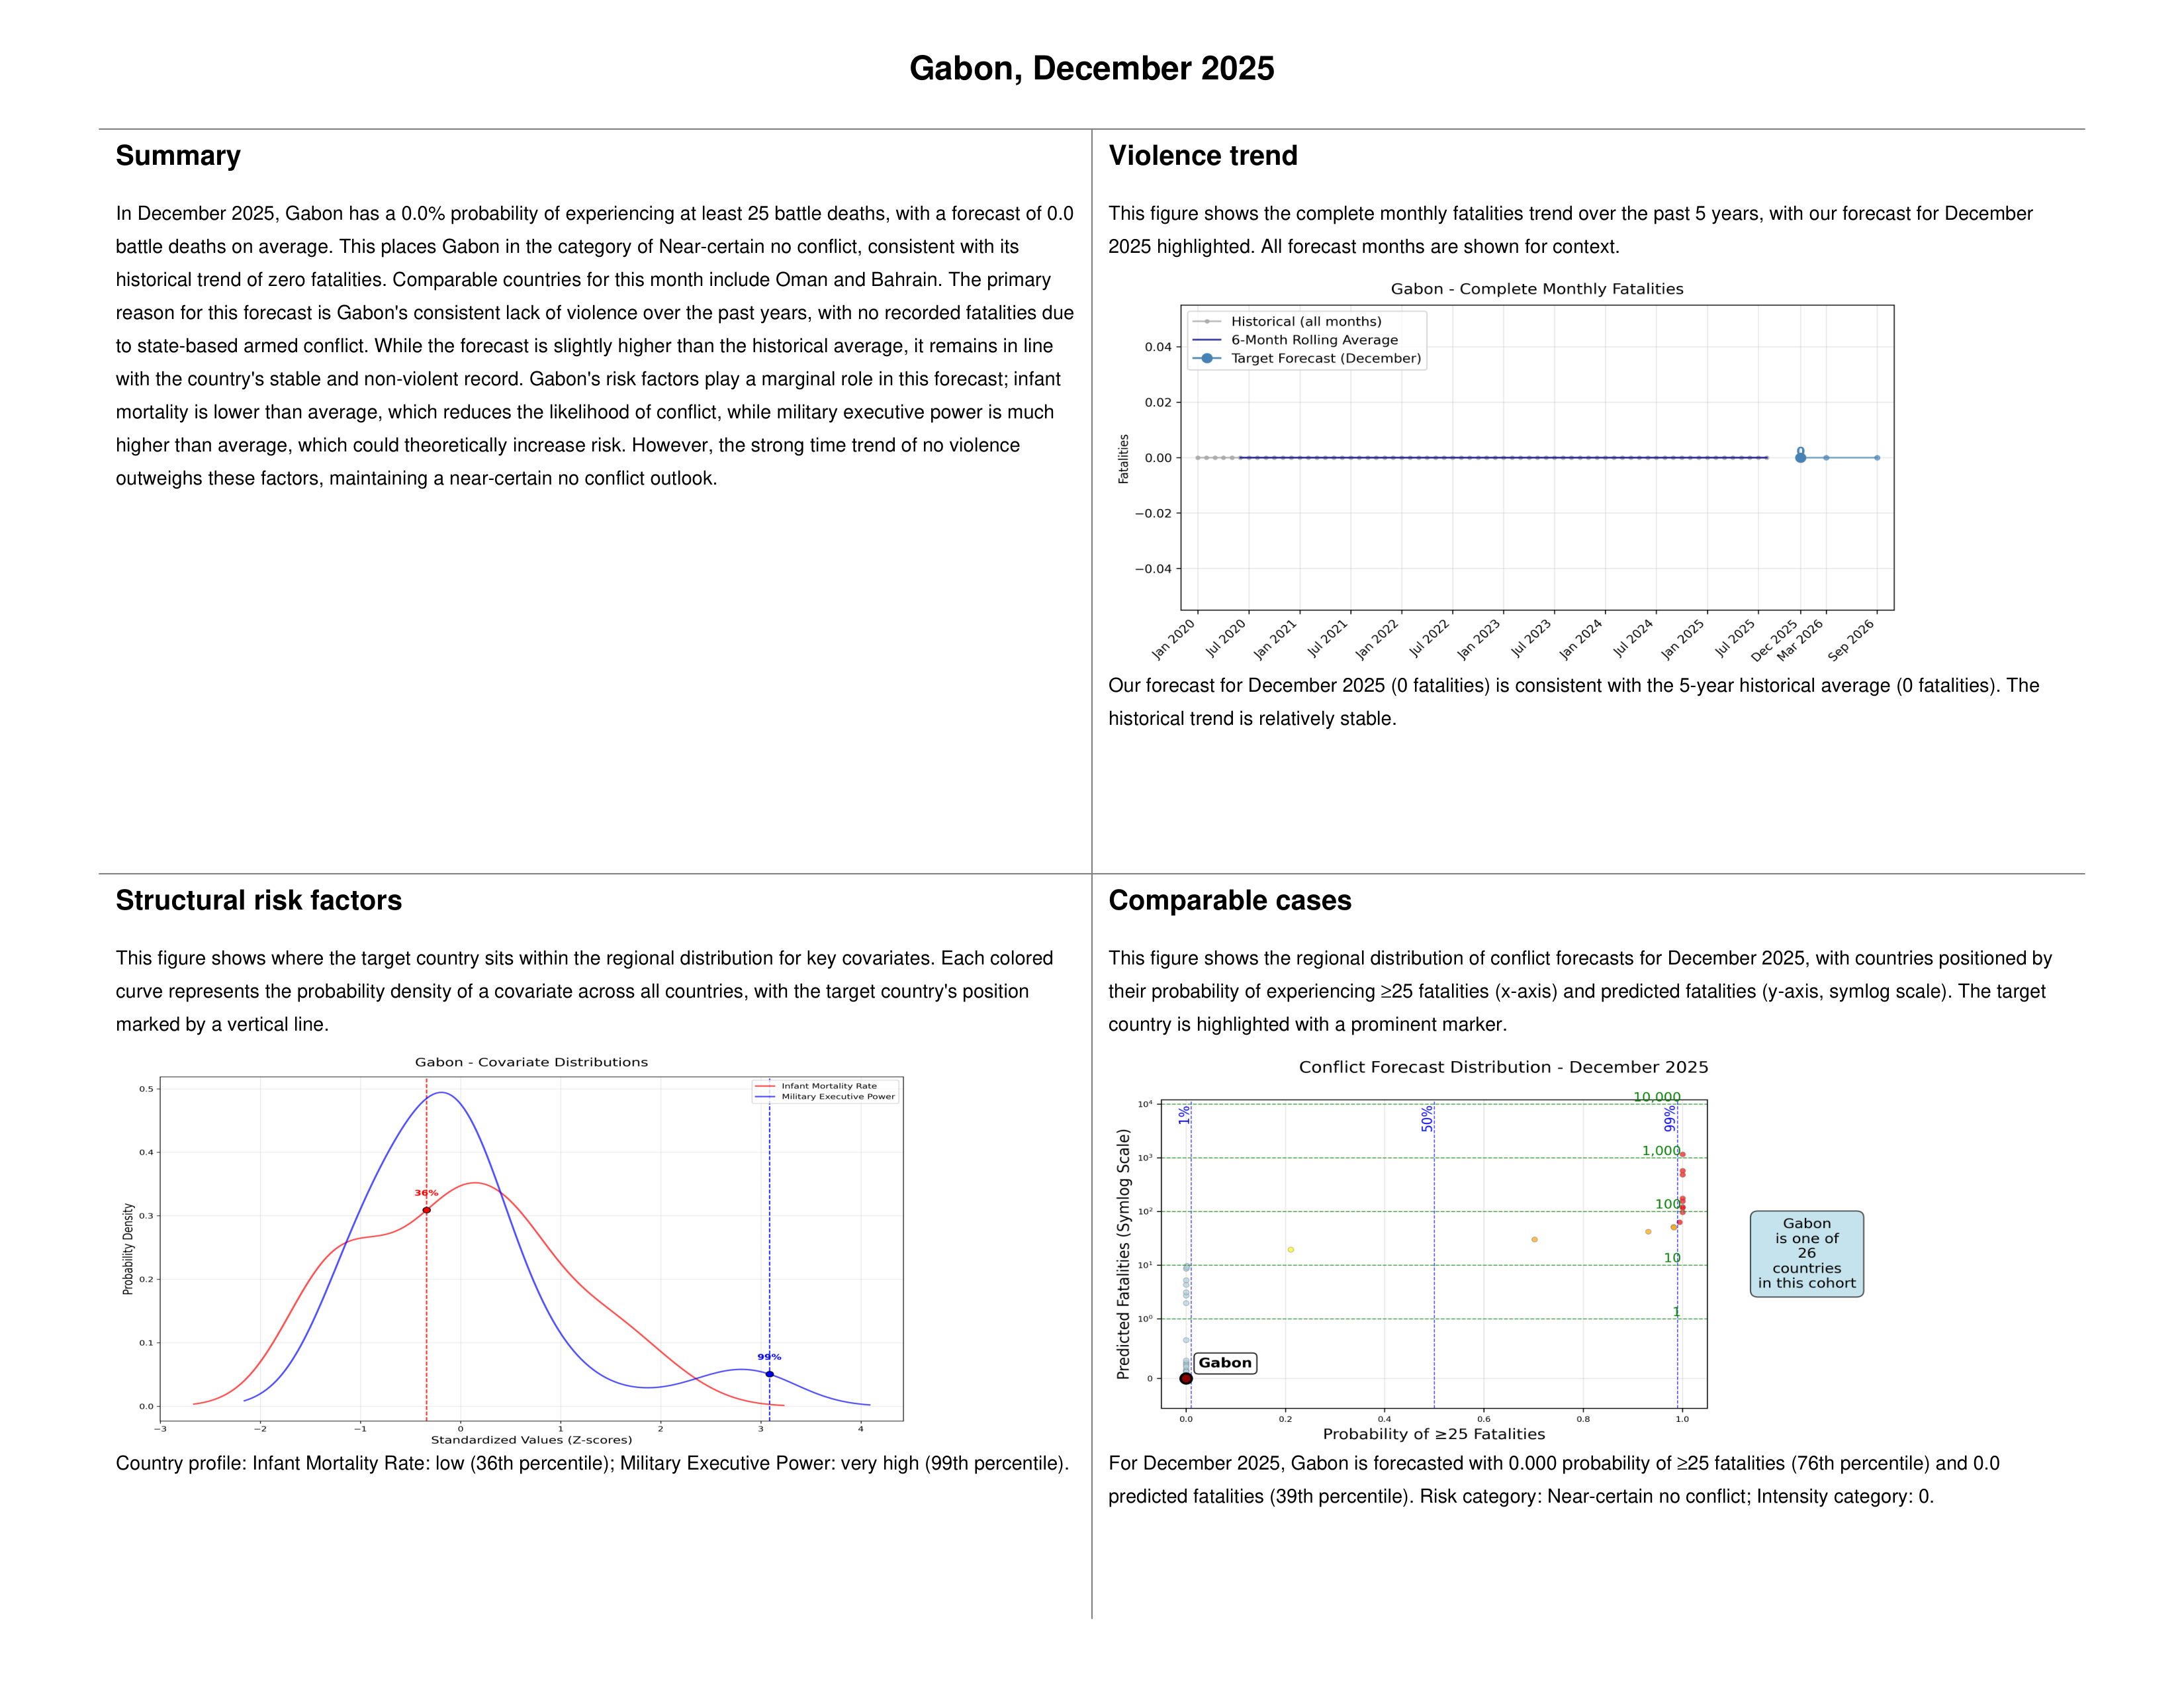 Gabon, December 2025
Summary
In December 2025, Gabon has a 0.0% probability of experiencing at least 25 battle deaths, with a forecast of 0.0
battle deaths on average. This places Gabon in the category of Near-certain no conflict, consistent with its
historical trend of zero fatalities. Comparable countries for this month include Oman and Bahrain. The primary
reason for this forecast is Gabon's consistent lack of violence over the past years, with no recorded fatalities due
to state-based armed conflict. While the forecast is slightly higher than the historical average, it remains in line
with the country's stable and non-violent record. Gabon's risk factors play a marginal role in this forecast; infant
mortality is lower than average, which reduces the likelihood of conflict, while military executive power is much
higher than average, which could theoretically increase risk. However, the strong time trend of no violence
outweighs these factors, maintaining a near-certain no conflict outlook.
Violence trend
This figure shows the complete monthly fatalities trend over the past 5 years, with our forecast for December
2025 highlighted. All forecast months are shown for context.
Gabon - Complete Monthly Fatalities
Historical (all months)
6-Month Rolling Average
Target Forecast (December)
Fatalities
0.04
0.02
0.00
−0.02
−0.04
0
Jan 2020
Jul 2020
Jan 2021
Jul 2021
Jan 2022
Jul 2022
Jan 2023
Jul 2023
Jan 2024
Jul 2024
Jan 2025
Jul 2025
Dec 2025
Mar 2026
Sep 2026
Our forecast for December 2025 (0 fatalities) is consistent with the 5-year historical average (0 fatalities). The
historical trend is relatively stable.
Structural risk factors
This figure shows where the target country sits within the regional distribution for key covariates. Each colored
curve represents the probability density of a covariate across all countries, with the target country's position
marked by a vertical line.
Gabon - Covariate Distributions
Infant Mortality Rate
Military Executive Power
Probability Density
0.5
0.4
0.3
0.2
0.1
0.0
36%
99%
−3
−2
−1
0
1
2
3
4
Standardized Values (Z-scores)
Country profile: Infant Mortality Rate: low (36th percentile); Military Executive Power: very high (99th percentile).
Comparable cases
This figure shows the regional distribution of conflict forecasts for December 2025, with countries positioned by
their probability of experiencing ≥25 fatalities (x-axis) and predicted fatalities (y-axis, symlog scale). The target
country is highlighted with a prominent marker.
Conflict Forecast Distribution - December 2025
Predicted Fatalities (Symlog Scale)
10⁴
10³
10²
10¹
10⁰
0
1%
50%
99%
10,000
1,000
100
10
1
Gabon
0.0
0.2
0.4
0.6
0.8
1.0
Probability of ≥25 Fatalities
Gabon
is one of
26
countries
in this cohort
For December 2025, Gabon is forecasted with 0.000 probability of ≥25 fatalities (76th percentile) and 0.0
predicted fatalities (39th percentile). Risk category: Near-certain no conflict; Intensity category: 0.